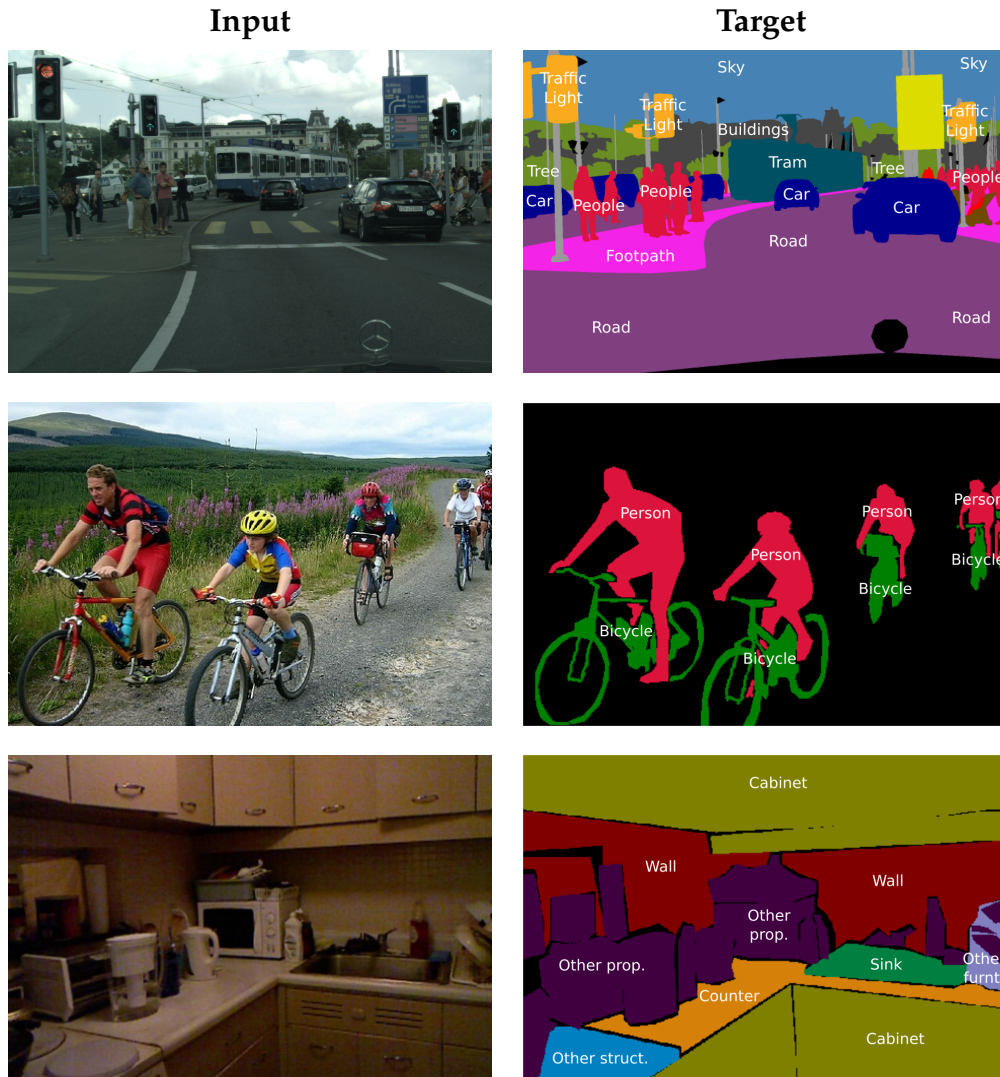 Input
Target
Sky
Sky
Traffic
Light
Traffic
Light
Traffic
Light
Buildings
Tram
Tree
Tree
Car
People
People
People
Car
Car
Road
Footpath
Road
Road
Person
Person
Person
Person
Bicycle
Bicycle
Bicycle
Bicycle
Cabinet
Wall
Wall
Other
prop.
Other prop.
Sink
Othe
furnt
Counter
Cabinet
Other struct.